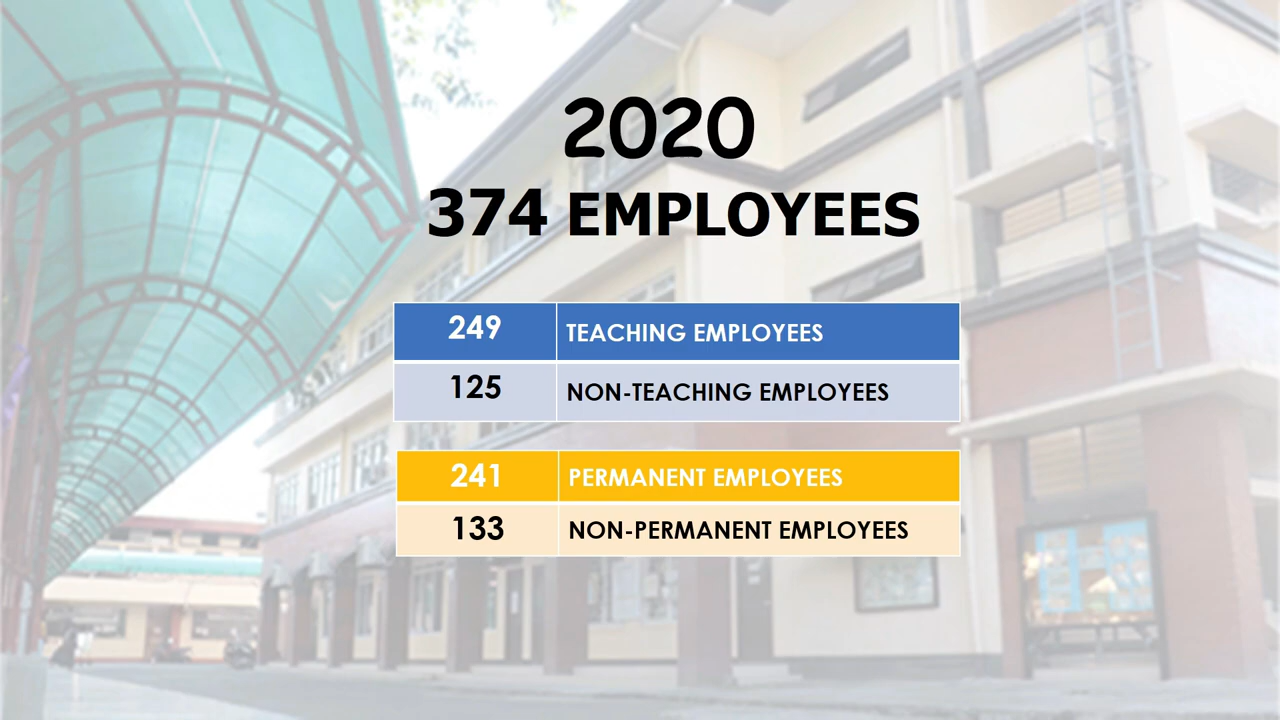 2020
374 EMPLOYEES
249 TEACHING EMPLOYEES
125 NON-TEACHING EMPLOYEES
241 PERMANENT EMPLOYEES
133 NON-PERMANENT EMPLOYEES